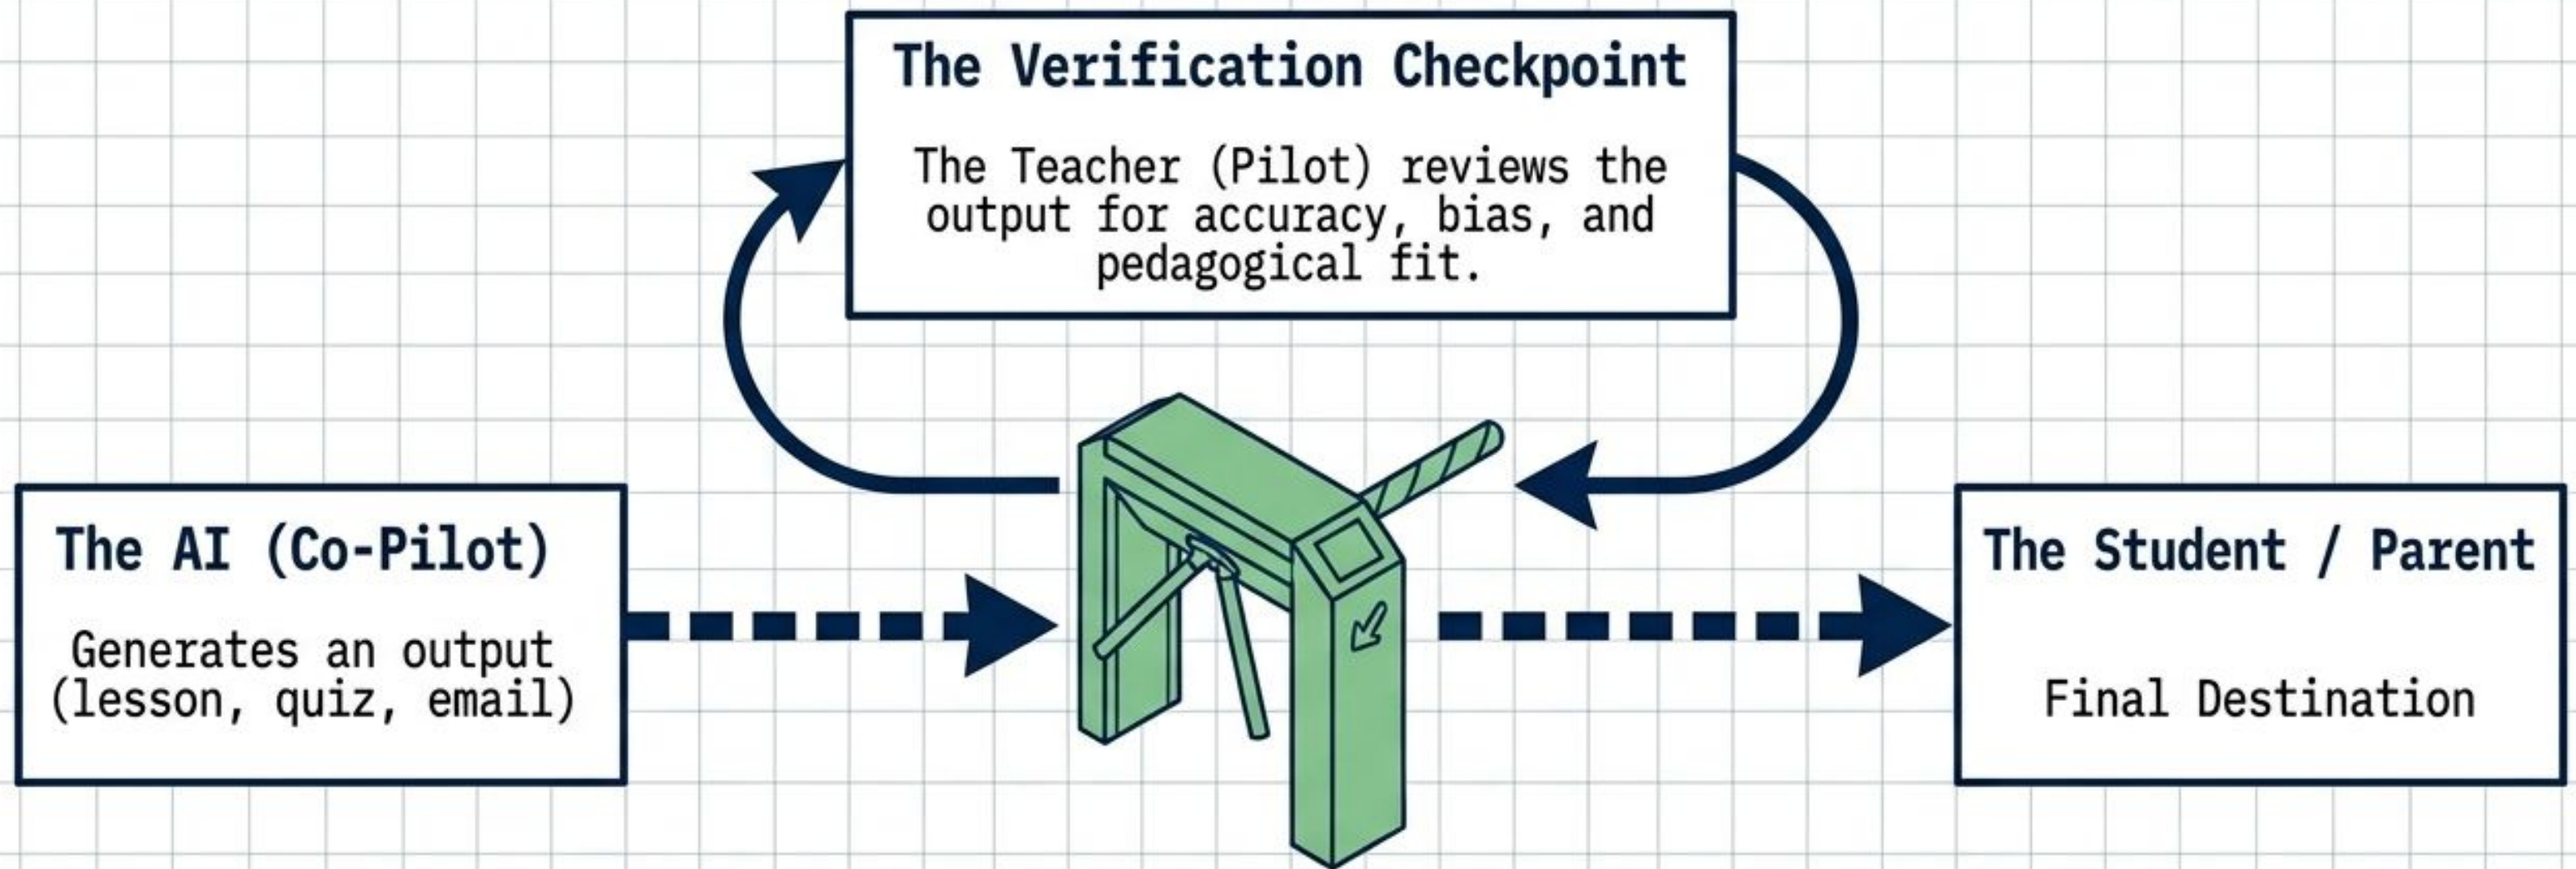 The Verification Checkpoint
The Teacher (Pilot) reviews the
output for accuracy, bias, and
pedagogical fit.
The AI (Co-Pilot)
Generates an output
(lesson, quiz, email)
The Student / Parent
Final Destination